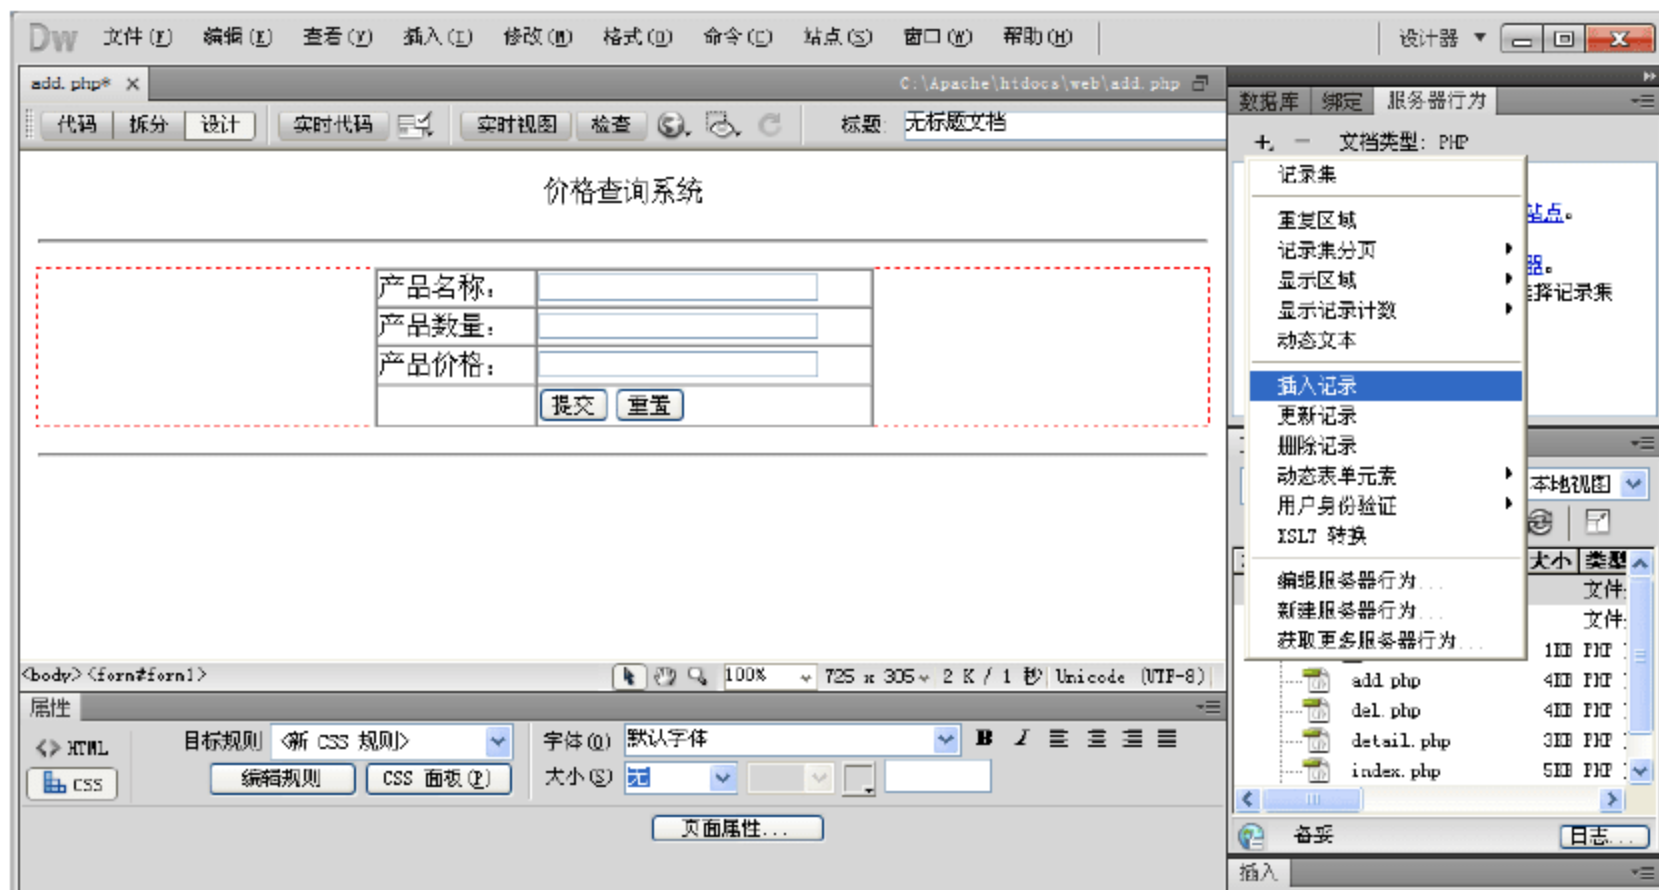 Dw 文件(F) 编辑(E) 查看(V) 插入(I) 修改(M) 格式(O) 命令(C) 站点(S) 窗口(W) 帮助(H) 设计器
add.php* C:\Apache\htdocs\web\add.php
代码 拆分 设计 实时代码 实时视图 检查 标题: 无标题文档
价格查询系统
产品名称:
产品数量:
产品价格:
提交 重置
<body><form#form1> 100% 725 x 305 2 K / 1 秒 Unicode (UTF-8)
属性
<> HTML 目标规则 <新 CSS 规则> 字体(O) 默认字体 B I
CSS 编辑规则 CSS 面板(P) 大小(S) 无
页面属性...
数据库 绑定 服务器行为
文档类型: PHP
记录集
重复区域
站点。
记录集分页
器。
显示区域
择记录集
显示记录计数
动态文本
插入记录
更新记录
删除记录
动态表单元素
本地视图
用户身份验证
XSLT 转换
大小 类型
编辑服务器行为...
文件
新建服务器行为...
文件
获取更多服务器行为...
1KB PHP
add.php 4KB PHP
del.php 4KB PHP
detail.php 3KB PHP
index.php 5KB PHP
备妥 日志...
插入